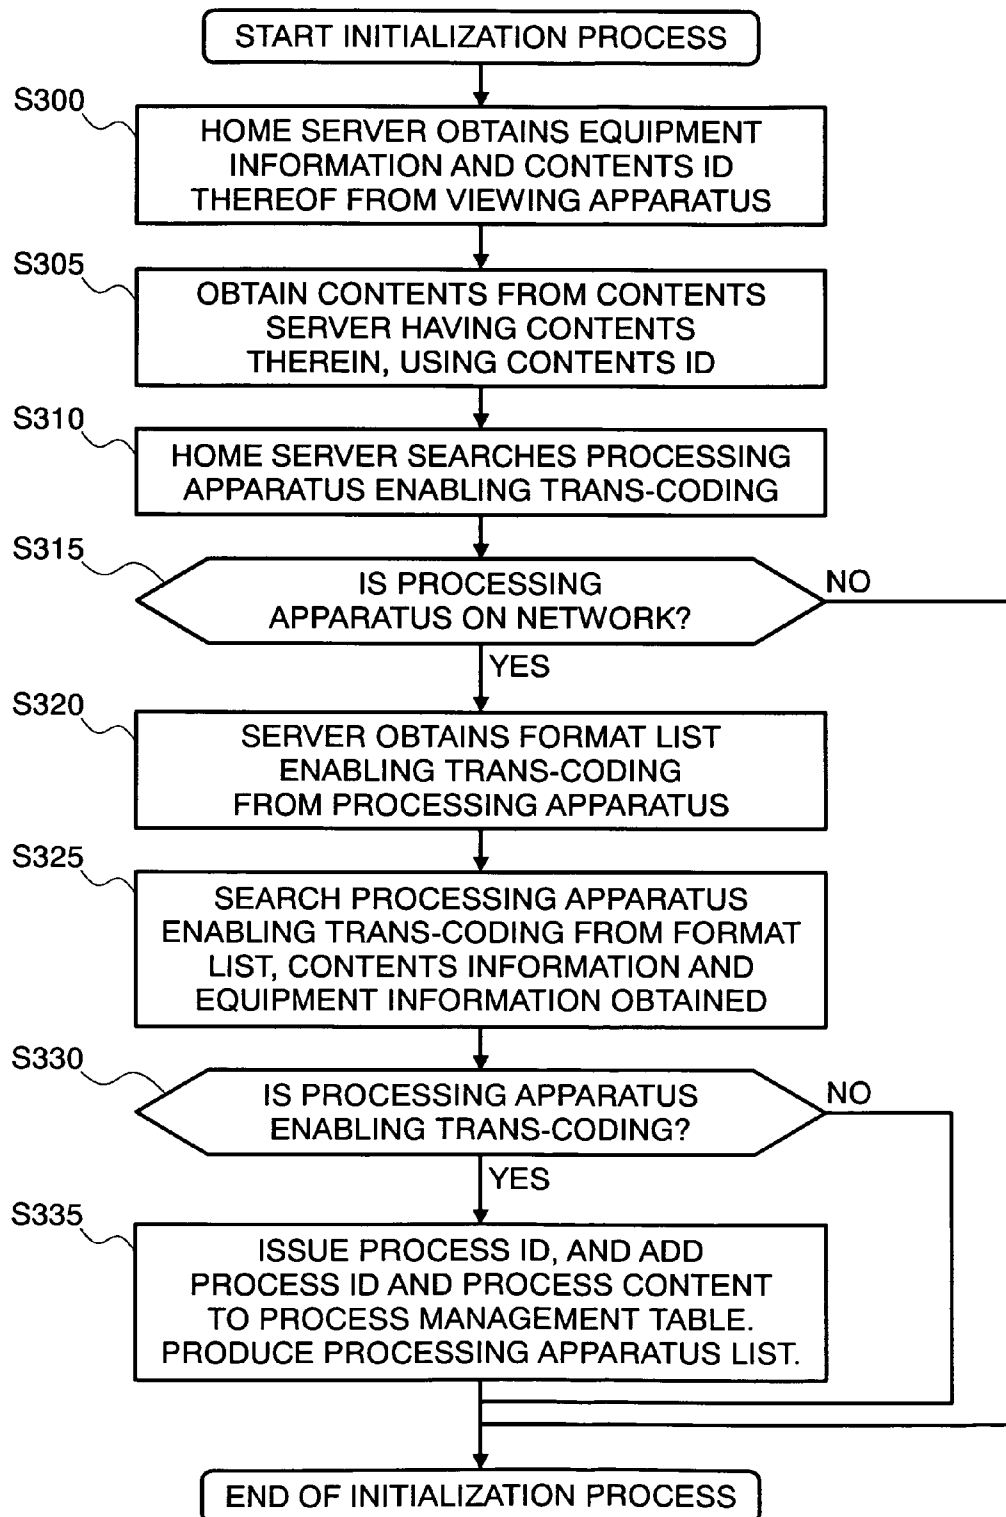 START INITIALIZATION PROCESS
S300
HOME SERVER OBTAINS EQUIPMENT
INFORMATION AND CONTENTS ID
THEREOF FROM VIEWING APPARATUS
S305
OBTAIN CONTENTS FROM CONTENTS
SERVER HAVING CONTENTS
THEREIN, USING CONTENTS ID
S310
HOME SERVER SEARCHES PROCESSING
APPARATUS ENABLING TRANS-CODING
S315
IS PROCESSING
APPARATUS ON NETWORK?
NO
YES
S320
SERVER OBTAINS FORMAT LIST
ENABLING TRANS-CODING
FROM PROCESSING APPARATUS
S325
SEARCH PROCESSING APPARATUS
ENABLING TRANS-CODING FROM FORMAT
LIST, CONTENTS INFORMATION AND
EQUIPMENT INFORMATION OBTAINED
S330
IS PROCESSING APPARATUS
ENABLING TRANS-CODING?
NO
YES
S335
ISSUE PROCESS ID, AND ADD
PROCESS ID AND PROCESS CONTENT
TO PROCESS MANAGEMENT TABLE.
PRODUCE PROCESSING APPARATUS LIST.
END OF INITIALIZATION PROCESS